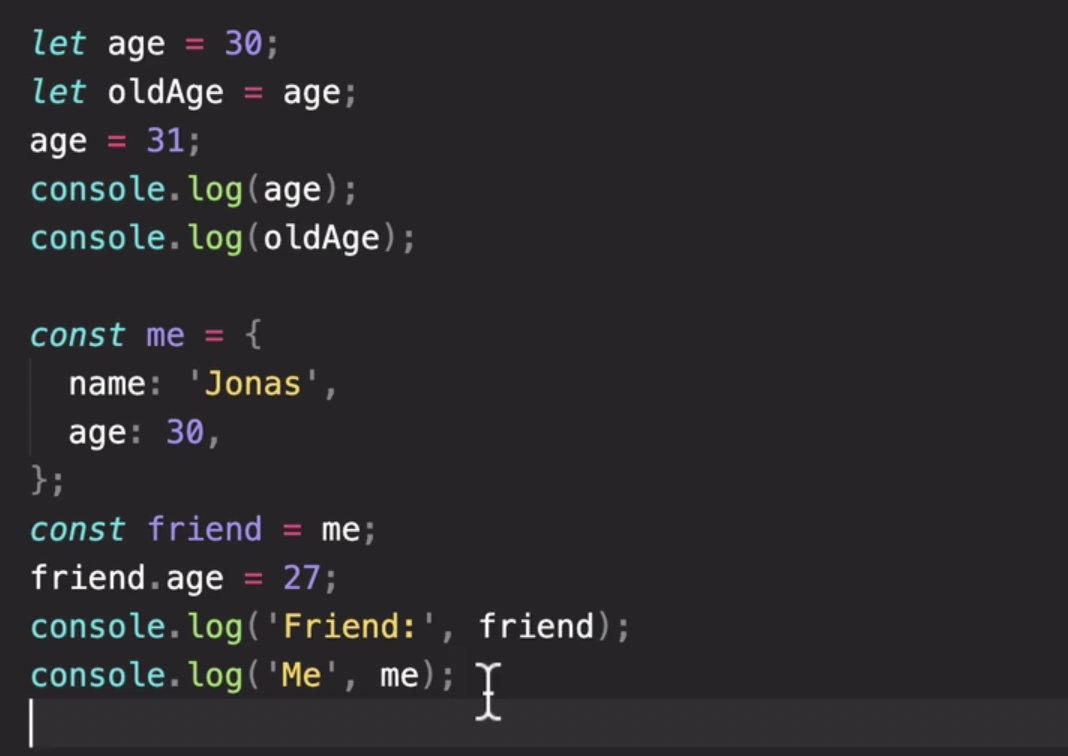 let age = 30;
let oldAge = age;
age = 31;
console.log(age);
console.log(oldAge);

const me = {
  name: 'Jonas',
  age: 30,
};
const friend = me;
friend.age = 27;
console.log('Friend:', friend);
console.log('Me', me);